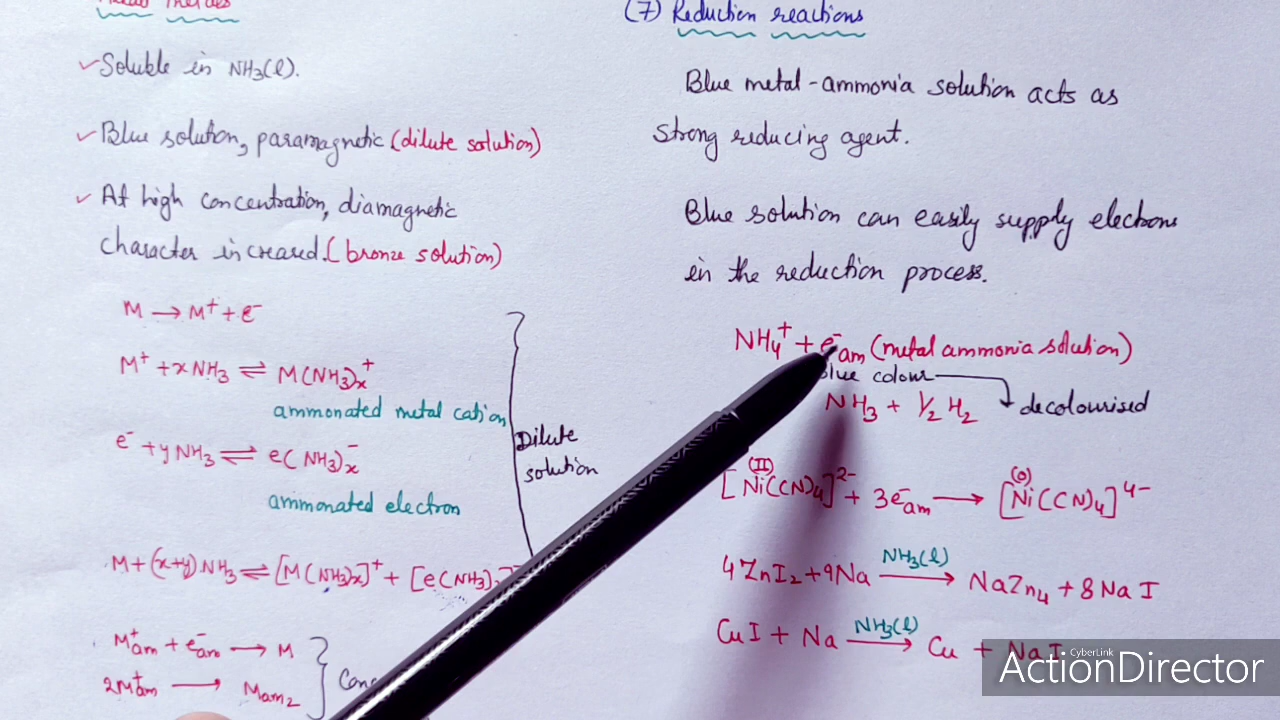 ✓Soluble in NH3(l).
✓Blue solution, paramagnetic (dilute solution)
✓At high concentration, diamagnetic
character increased. (bronze solution)
M → M⁺ + e⁻
M⁺ + xNH₃ ⇌ M(NH₃)ₓ⁺
ammonated metal cation
e⁻ + yNH₃ ⇌ e(NH₃)ₓ⁻
ammonated electron
Dilute
solution
M + (x+y)NH₃ ⇌ [M(NH₃)ₓ]⁺ + [e(NH₃)
M⁺am + e⁻am → M
2M⁺am → Mam₂
(7) Reduction reactions
Blue metal-ammonia solution acts as
strong reducing agent.
Blue solution can easily supply electrons
in the reduction process.
NH₄⁺ + e⁻am (metal ammonia solution)
blue colour
NH₃ + 1/2 H₂ decolourised
[Ni(CN)₄]²⁻ + 3e⁻am → [Ni(CN)₄]⁴⁻
(II) (0)
4ZnI₂ + 9Na NH₃(l) → NaZn₄ + 8NaI
CuI + Na NH₃(l) → Cu + NaI
CyberLink
ActionDirector